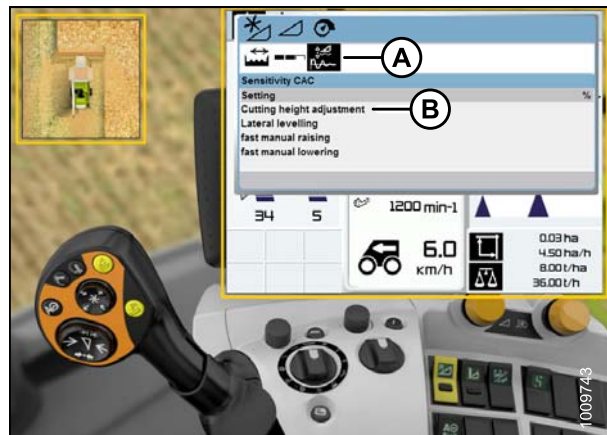 A
Sensitivity CAC
Setting %
Cutting height adjustment
B
Lateral levelling
fast manual raising
fast manual lowering
34 5
1200 min-1
6.0
km/h
0.03 ha
4.50 ha/h
8.00 t/ha
36.00 t/h
1009743